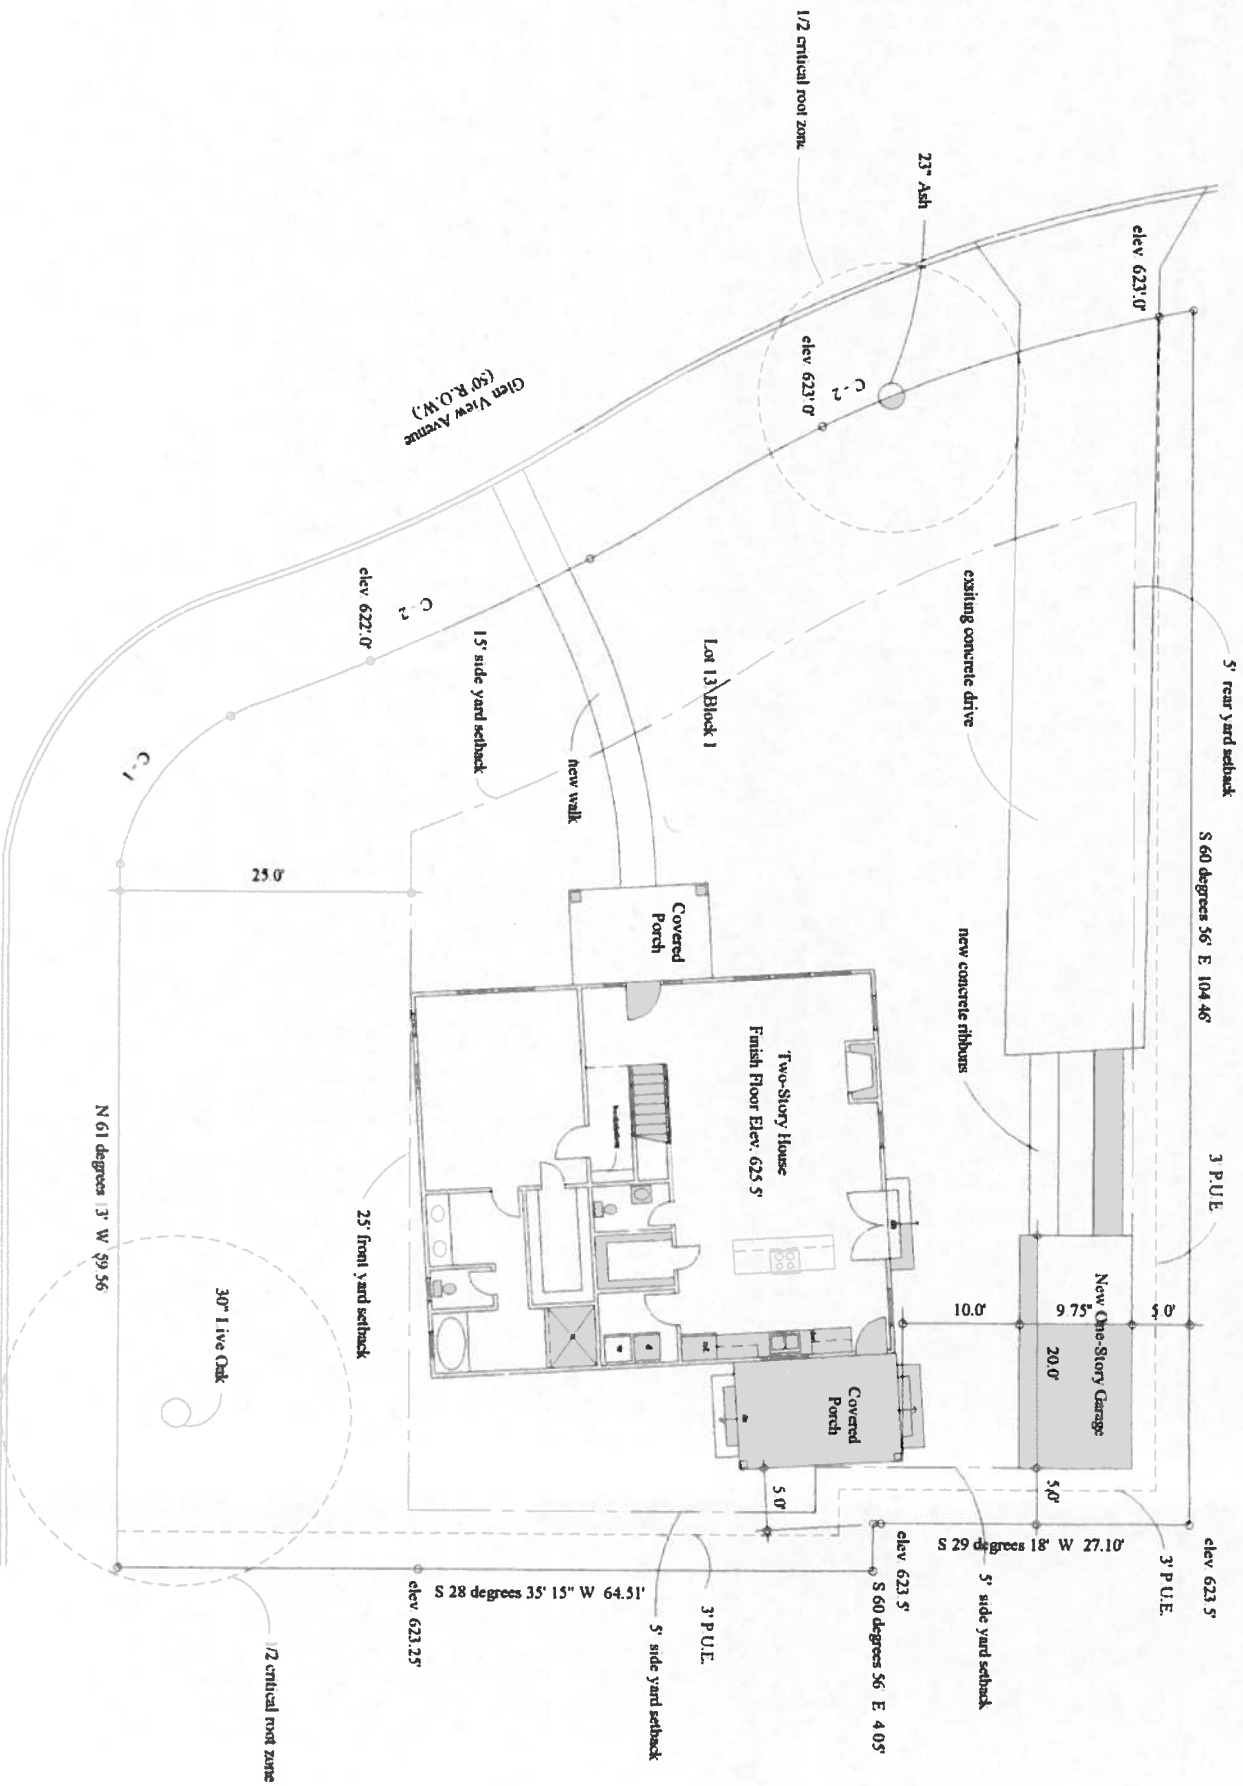 1/2 critical root zone
23" Ash
elev. 623'.0"
5' rear yard setback
S 60 degrees 56' E 104.46'
3' P.U.E.
elev. 623'.0"
C-2
Glen View Avenue
(50' R.O.W.)
exsiting concrete drive
Lot 13\Block 1
elev. 622'.0"
C-2
15' side yard setback
new walk
C-1
25.0'
Covered
Porch
new concrete ribbons
Two-Story House
Finish Floor Elev. 625.5'
N 61 degrees 13' W 59.56'
25' front yard setback
30" Live Oak
10.0'
9.75"
5.0'
New One-Story Garage
20.0'
Covered
Porch
5.0'
5.0'
elev. 623.5'
S 29 degrees 18' W 27.10'
3' P.U.E.
elev. 623.5'
5' side yard setback
S 60 degrees 56' E 4.05'
S 28 degrees 35' 15" W 64.51'
3' P.U.E.
5' side yard setback
elev. 623.25'
1/2 critical root zone